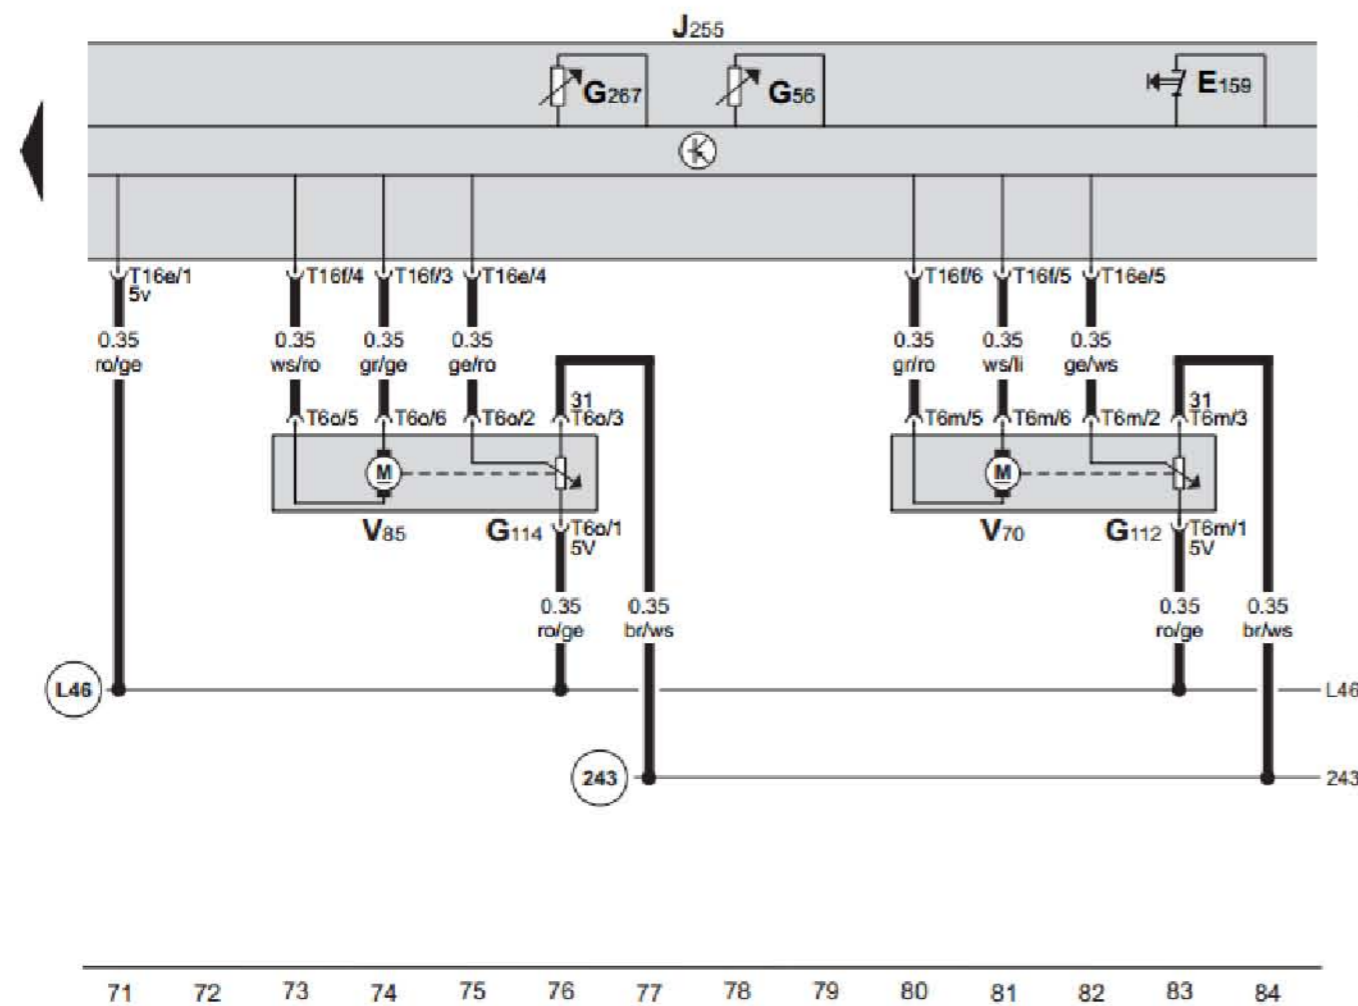 J255
G267 G56 E159
T16e/1 T16f/4 T16f/3 T16e/4 T16f/6 T16f/5 T16e/5
5v
0.35 0.35 0.35 0.35 0.35 0.35 0.35
ro/ge ws/ro gr/ge ge/ro gr/ro ws/li ge/ws
31 31
T6o/5 T6o/6 T6o/2 T6o/3 T6m/5 T6m/6 T6m/2 T6m/3
M M
V85 G114 T6o/1 V70 G112 T6m/1
5V 5V
0.35 0.35 0.35 0.35
ro/ge br/ws ro/ge br/ws
L46 L46
243 243
71 72 73 74 75 76 77 78 79 80 81 82 83 84